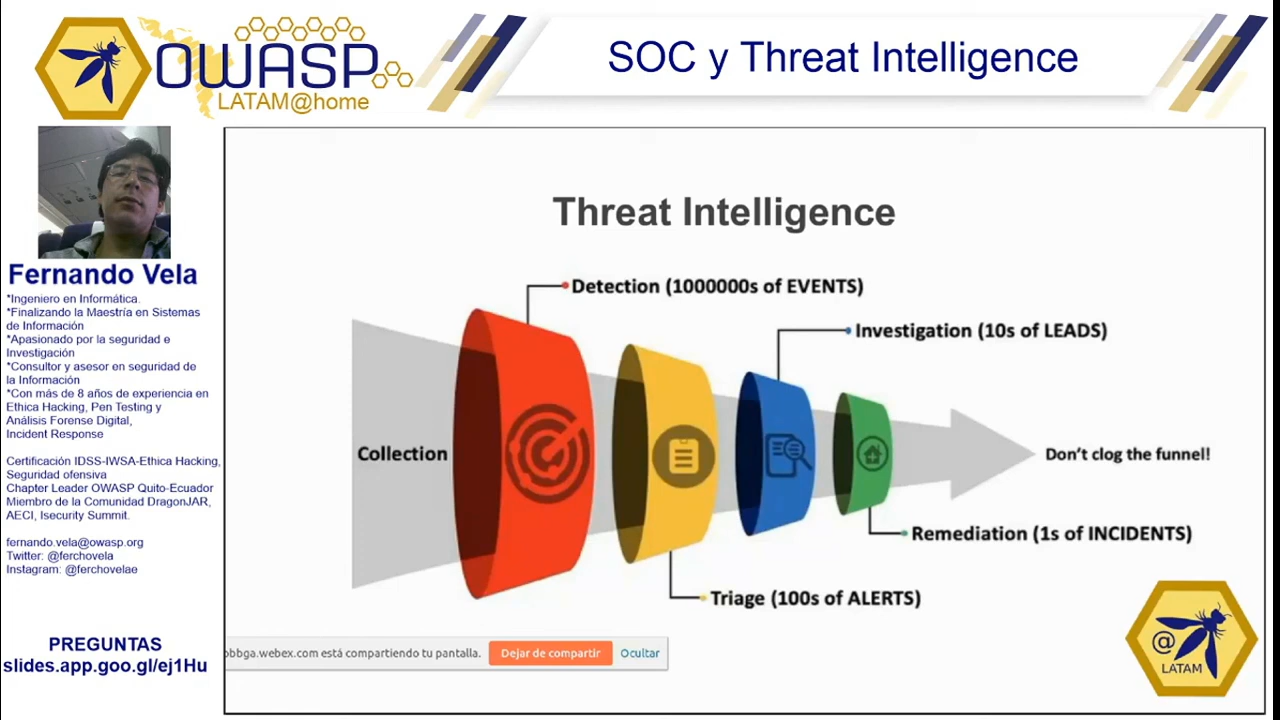 OWASP
LATAM@home
SOC y Threat Intelligence
Fernando Vela
*Ingeniero en Informática.
*Finalizando la Maestría en Sistemas
de Información
*Apasionado por la seguridad e
Investigación
*Consultor y asesor en seguridad de
la Información
*Con más de 8 años de experiencia en
Ethica Hacking, Pen Testing y
Análisis Forense Digital,
Incident Response
Certificación IDSS-IWSA-Ethica Hacking,
Seguridad ofensiva
Chapter Leader OWASP Quito-Ecuador
Miembro de la Comunidad DragonJAR,
AECI, Isecurity Summit.
fernando.vela@owasp.org
Twitter: @ferchovela
Instagram: @ferchovelae
PREGUNTAS
slides.app.goo.gl/ej1Hu
Threat Intelligence
Detection (1000000s of EVENTS)
Investigation (10s of LEADS)
Collection
Don't clog the funnel!
Remediation (1s of INCIDENTS)
Triage (100s of ALERTS)
obbga.webex.com está compartiendo tu pantalla.
Dejar de compartir
Ocultar
@
LATAM